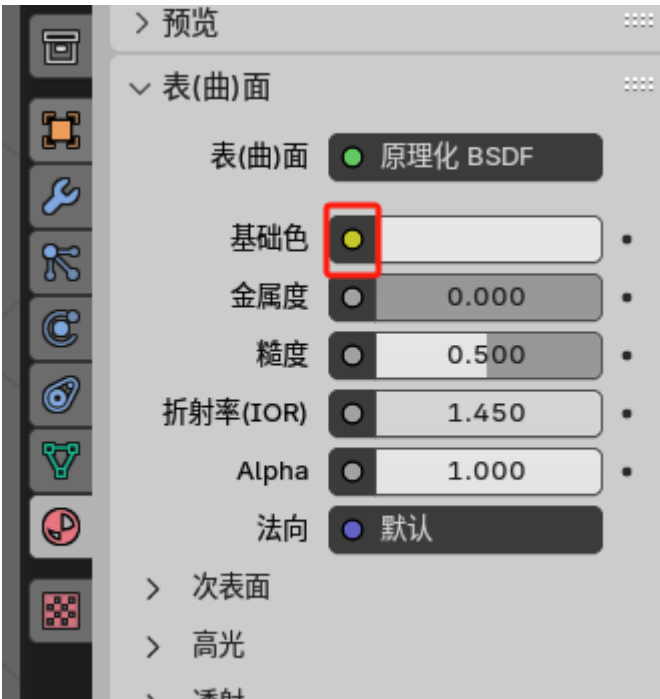 预览
表(曲)面
表(曲)面 原理化 BSDF
基础色
金属度 0.000
糙度 0.500
折射率(IOR) 1.450
Alpha 1.000
法向 默认
次表面
高光
透射